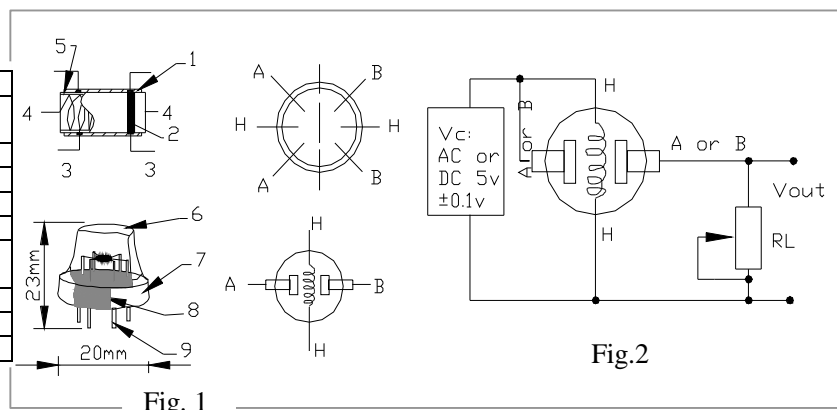 5
1
4
4
2
3
3
A
B
H
H
A
B
6
7
8
9
23mm
20mm
A
B
H
H
Fig. 1
H
Vc:
AC or
DC 5v
±0.1v
A or B
A or B
Vout
RL
H
Fig.2